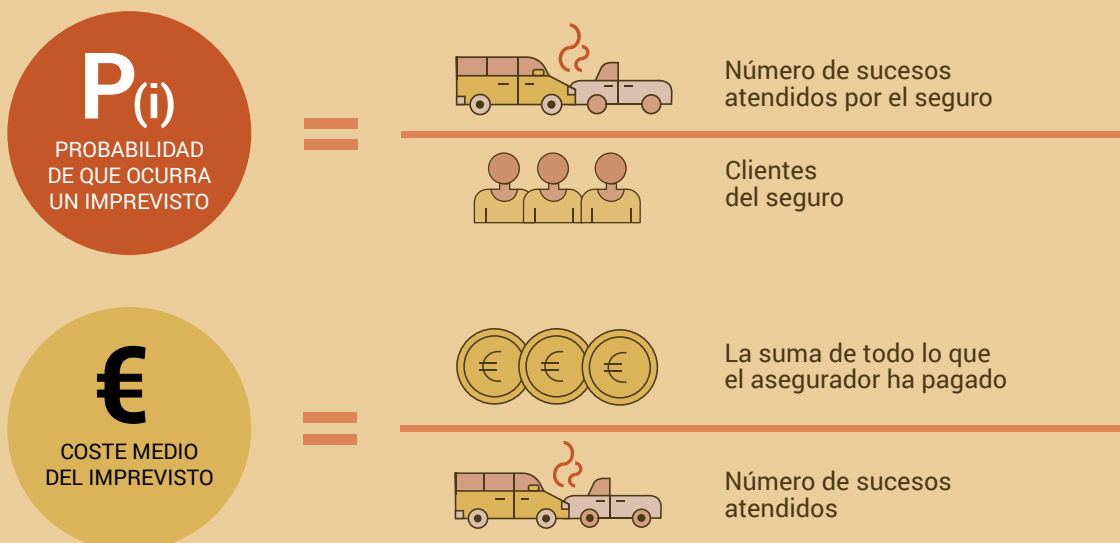 P(i)
PROBABILIDAD
DE QUE OCURRA
UN IMPREVISTO
=
Número de sucesos
atendidos por el seguro
Clientes
del seguro
€
COSTE MEDIO
DEL IMPREVISTO
=
€ € €
La suma de todo lo que
el asegurador ha pagado
Número de sucesos
atendidos